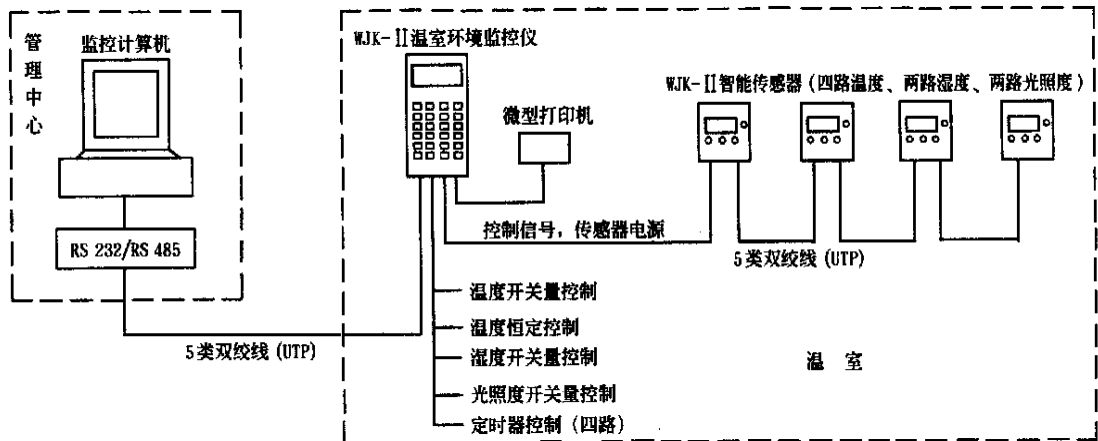 管理中心
监控计算机
RS 232/RS 485
5类双绞线(UTP)
WJK-II温室环境监控仪
微型打印机
WJK-II智能传感器(四路温度、两路湿度、两路光照度)
控制信号，传感器电源
5类双绞线(UTP)
温度开关量控制
温度恒定控制
湿度开关量控制
光照度开关量控制
定时器控制(四路)
温 室